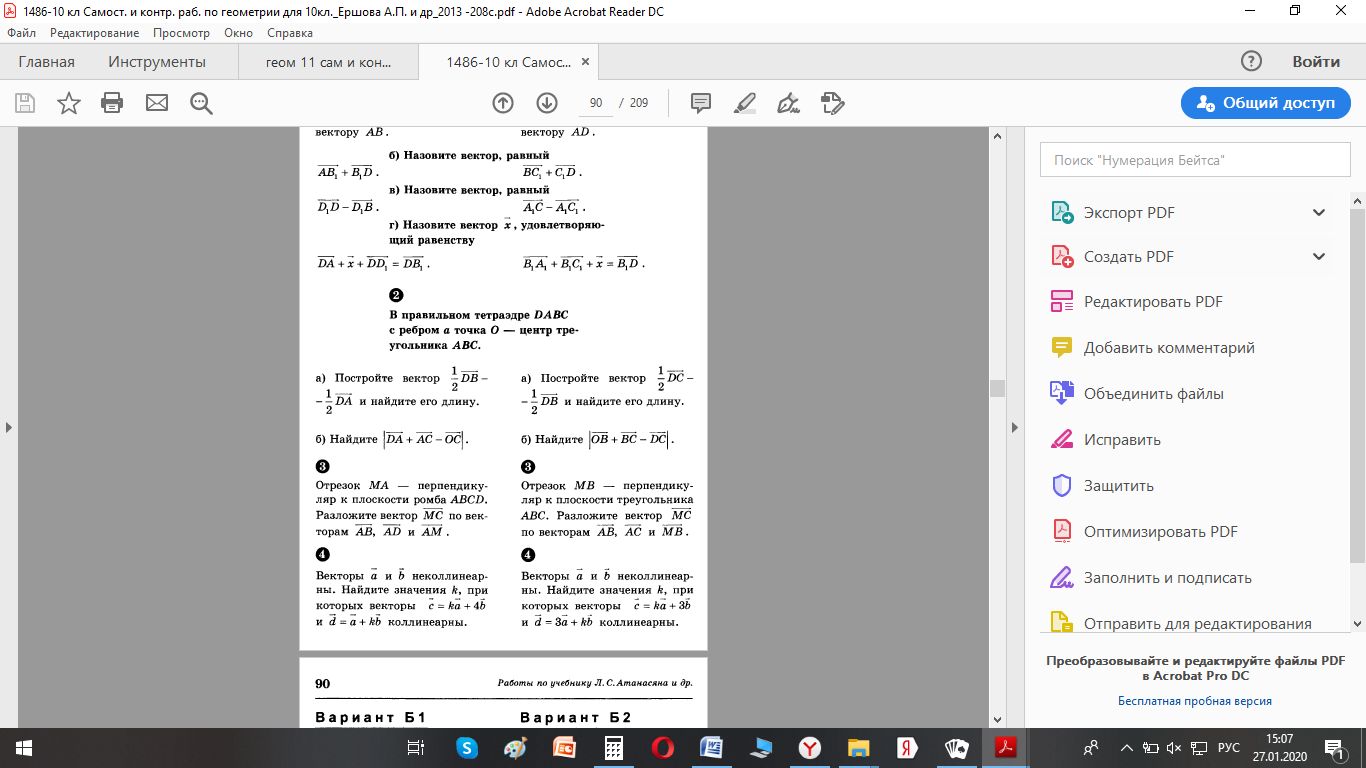 1486-10 кл Самост. и контр. раб. по геометрии для 10кл._Ершова А.П. и др_2013 -208с.pdf - Adobe Acrobat Reader DC
Файл Редактирование Просмотр Окно Справка
Главная Инструменты геом 11 сам и кон... 1486-10 кл Самос... × Войти
90 / 209 Общий доступ
вектору AB. вектору AD.
б) Назовите вектор, равный
AB₁ + B₁D. BC₁ + C₁D.
в) Назовите вектор, равный
D₁D – D₁B. A₁C – A₁C₁.
г) Назовите вектор x, удовлетворяю-
щий равенству
DA + x + DD₁ = DB₁. B₁A₁ + B₁C₁ + x = B₁D.
2
В правильном тетраэдре DABC
с ребром a точка O — центр тре-
угольника ABC.
а) Постройте вектор 1/2 DB –
– 1/2 DA и найдите его длину.
б) Найдите |DA + AC – OC|.
3
Отрезок MA — перпендику-
ляр к плоскости ромба ABCD.
Разложите вектор MC по век-
торам AB, AD и AM.
4
Векторы a и b неколлинеар-
ны. Найдите значения k, при
которых векторы c = ka + 4b
и d = a + kb коллинеарны.
а) Постройте вектор 1/2 DC –
– 1/2 DB и найдите его длину.
б) Найдите |OB + BC – DC|.
3
Отрезок MB — перпендику-
ляр к плоскости треугольника
ABC. Разложите вектор MC
по векторам AB, AC и MB.
4
Векторы a и b неколлинеар-
ны. Найдите значения k, при
которых векторы c = ka + 3b
и d = 3a + kb коллинеарны.
90 Работы по учебнику Л.С.Атанасяна и др.
Вариант Б1 Вариант Б2
Поиск "Нумерация Бейтса"
Экспорт PDF
Создать PDF
Редактировать PDF
Добавить комментарий
Объединить файлы
Исправить
Защитить
Оптимизировать PDF
Заполнить и подписать
Отправить для редактирования
Преобразовывайте и редактируйте файлы PDF
в Acrobat Pro DC
Бесплатная пробная версия
РУС
15:07
27.01.2020
1